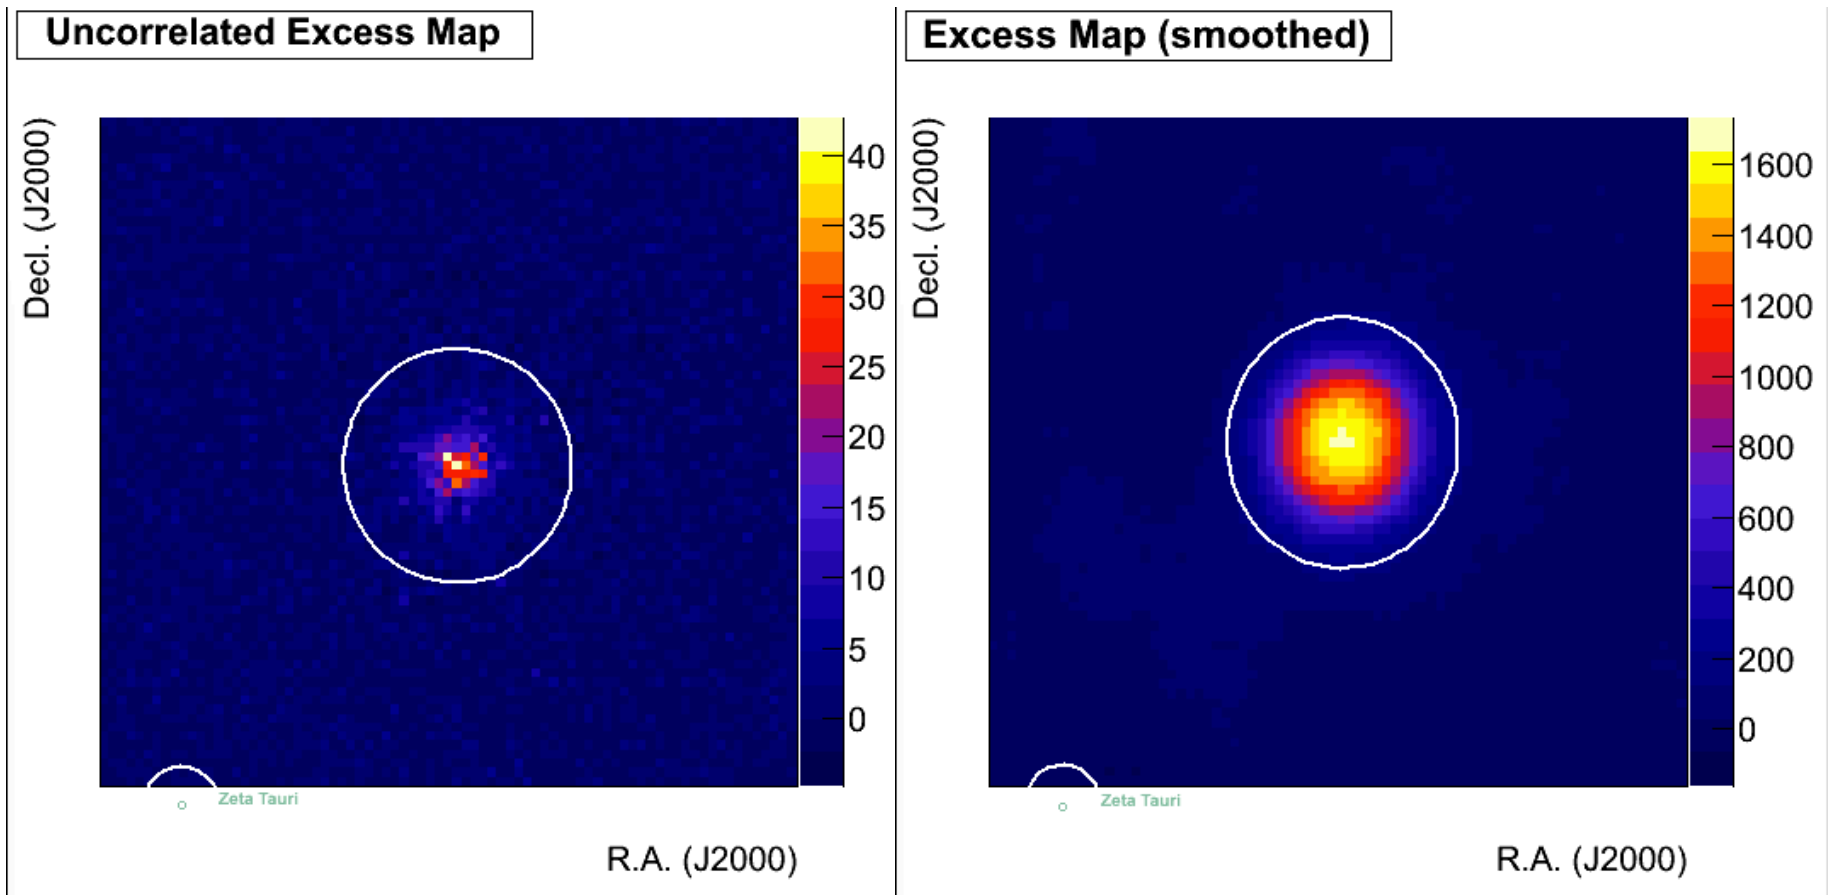 Uncorrelated Excess Map
Decl. (J2000)
40
35
30
25
20
15
10
5
0
Zeta Tauri
R.A. (J2000)
Excess Map (smoothed)
Decl. (J2000)
1600
1400
1200
1000
800
600
400
200
0
Zeta Tauri
R.A. (J2000)